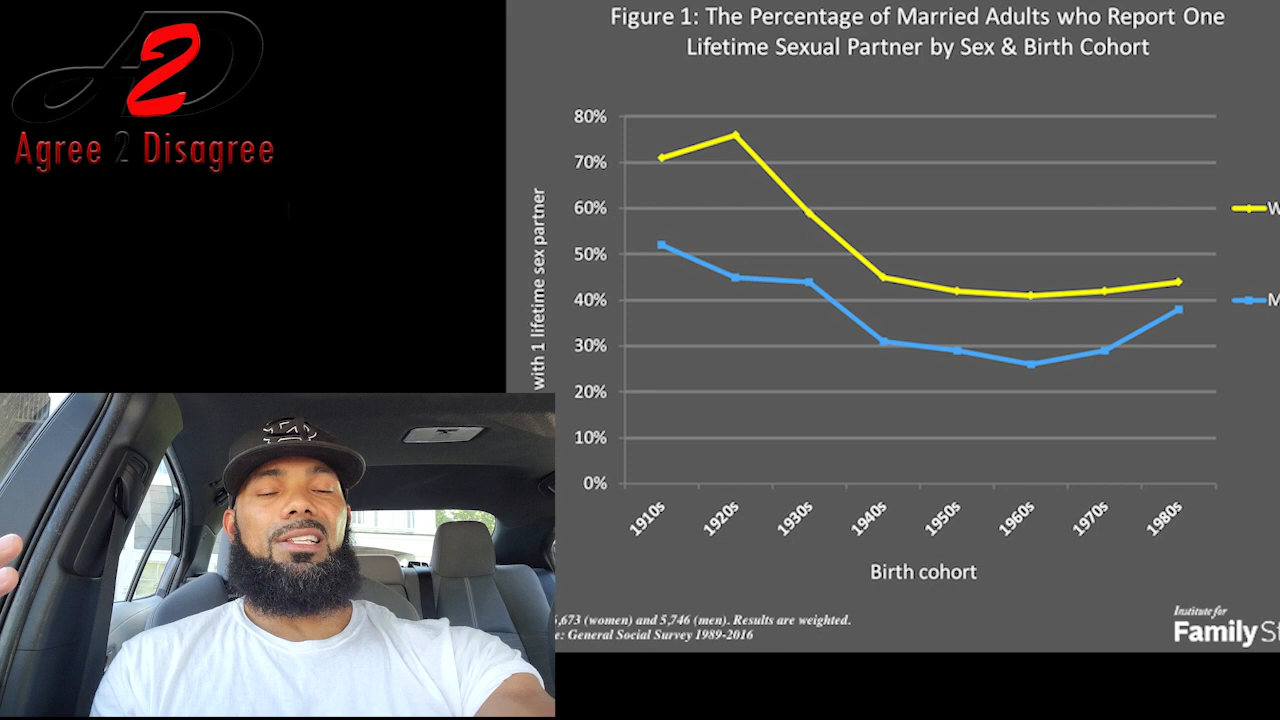 Agree 2 Disagree
Figure 1: The Percentage of Married Adults who Report One
Lifetime Sexual Partner by Sex & Birth Cohort
80%
70%
60%
50%
40%
30%
20%
10%
0%
with 1 lifetime sex partner
W
M
1910s
1920s
1930s
1940s
1950s
1960s
1970s
1980s
Birth cohort
,673 (women) and 5,746 (men). Results are weighted.
e: General Social Survey 1989-2016
Institute for
Family St